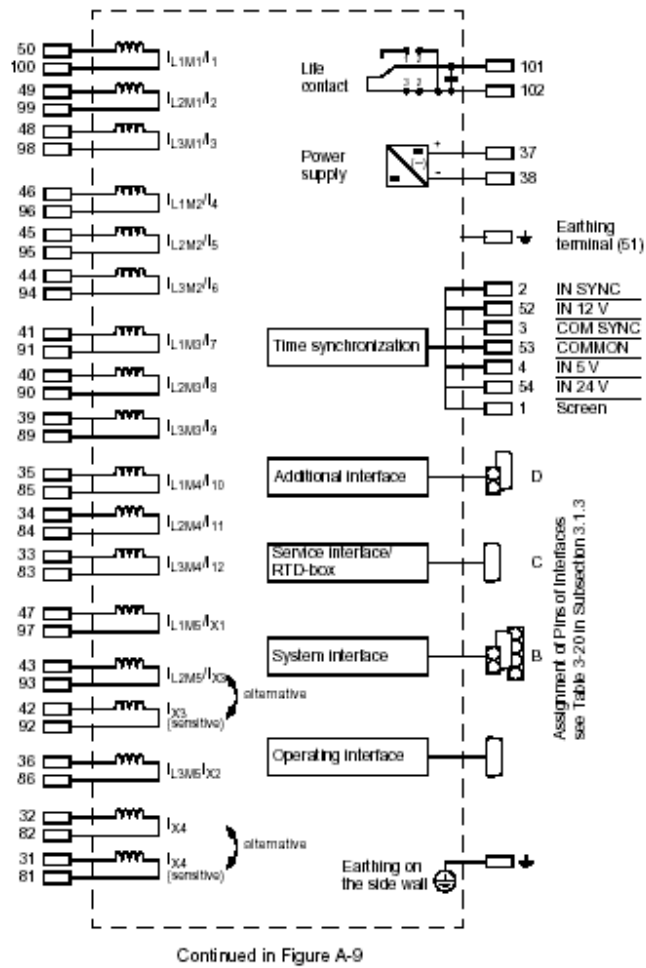 50
100
IL1M1/I1
49
99
IL2M1/I2
48
98
IL3M1/I3
46
96
IL1M2/I4
45
95
IL2M2/I5
44
94
IL3M2/I6
41
91
IL1M3/I7
40
90
IL2M3/I8
39
89
IL3M3/I9
35
85
IL1M4/I10
34
84
IL2M4/I11
33
83
IL3M4/I12
47
97
IL1M5/IX1
43
93
IL2M5/IX3
alternative
42
92
IX3
(sensitive)
36
86
IL3M5IX2
32
82
IX4
alternative
31
81
IX4
(sensitive)
Life
contact
1 2
3 2
101
102
Power
supply
+
(~)
-
37
38
Earthing
terminal (51)
Time synchronization
2 IN SYNC
52 IN 12 V
3 COM SYNC
53 COMMON
4 IN 5 V
54 IN 24 V
1 Screen
Additional interface
D
Service interface/
RTD-box
C
System interface
B
Operating interface
Assignment of Pins of Interfaces
see Table 3-20 in Subsection 3.1.3
Earthing on
the side wall
Continued in Figure A-9